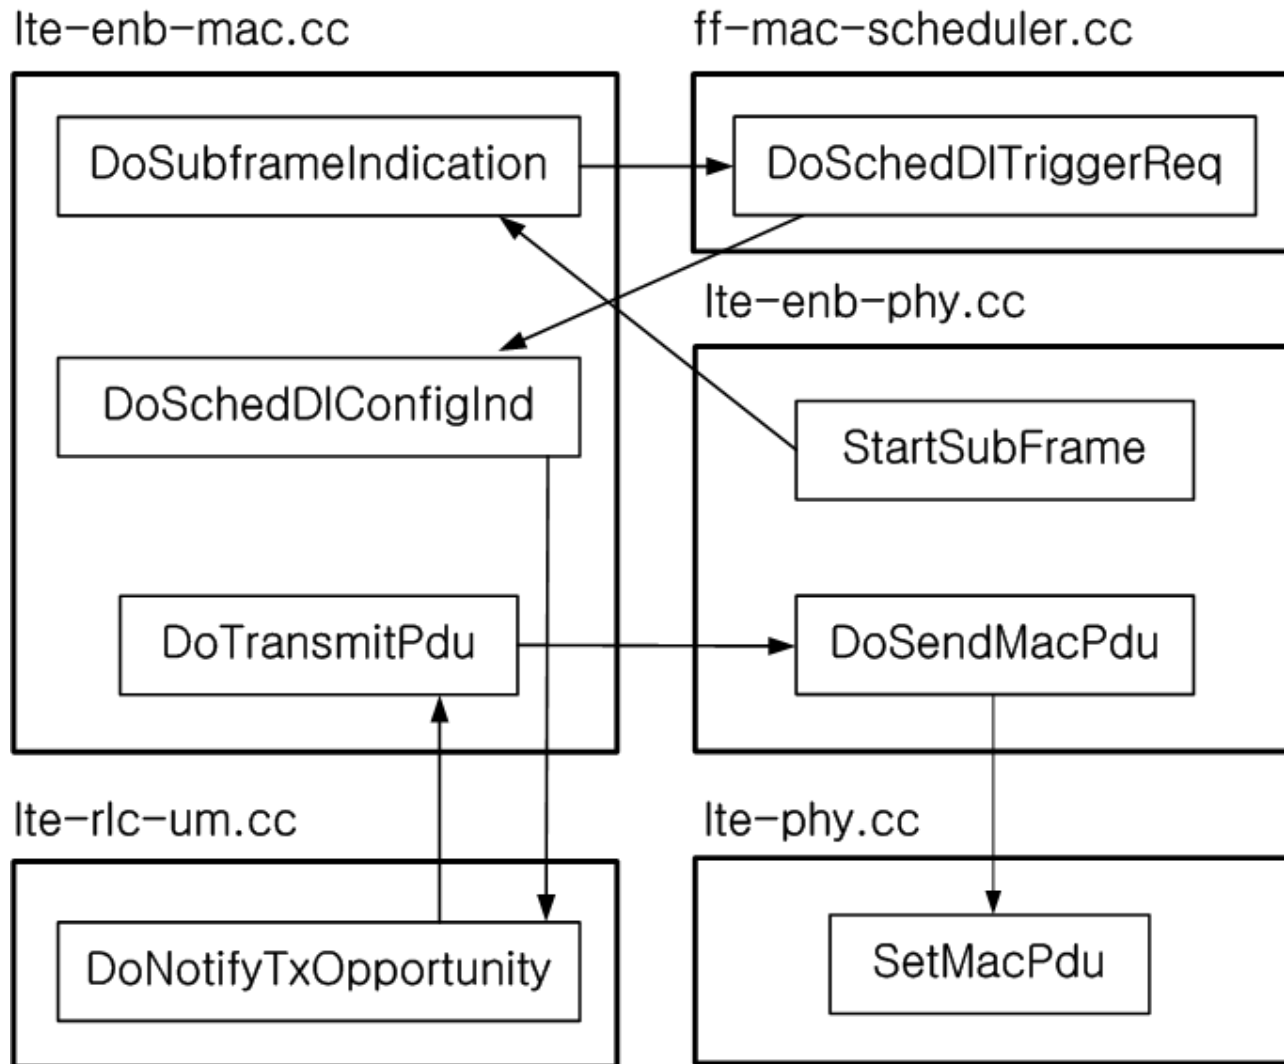 lte-enb-mac.cc
DoSubframeIndication
DoSchedDlConfigInd
DoTransmitPdu
ff-mac-scheduler.cc
DoSchedDlTriggerReq
lte-enb-phy.cc
StartSubFrame
DoSendMacPdu
lte-rlc-um.cc
DoNotifyTxOpportunity
lte-phy.cc
SetMacPdu